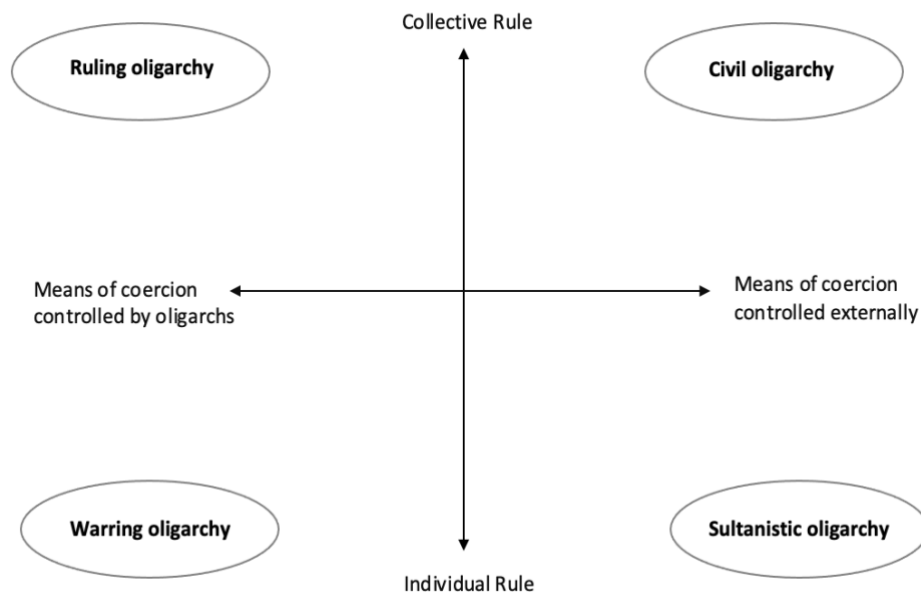 Collective Rule
Ruling oligarchy
Civil oligarchy
Means of coercion
controlled by oligarchs
Means of coercion
controlled externally
Warring oligarchy
Sultanistic oligarchy
Individual Rule